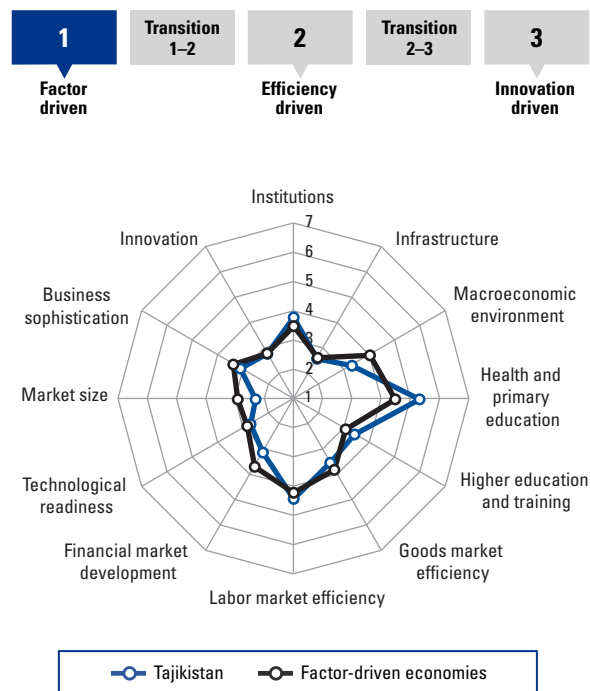 1
Transition
1–2
2
Transition
2–3
3
Factor
driven
Efficiency
driven
Innovation
driven
Institutions
7
Innovation
Infrastructure
6
Business
sophistication
5
Macroeconomic
environment
4
3
2
Market size
1
Health and
primary
education
Technological
readiness
Higher education
and training
Financial market
development
Goods market
efficiency
Labor market efficiency
Tajikistan
Factor-driven economies